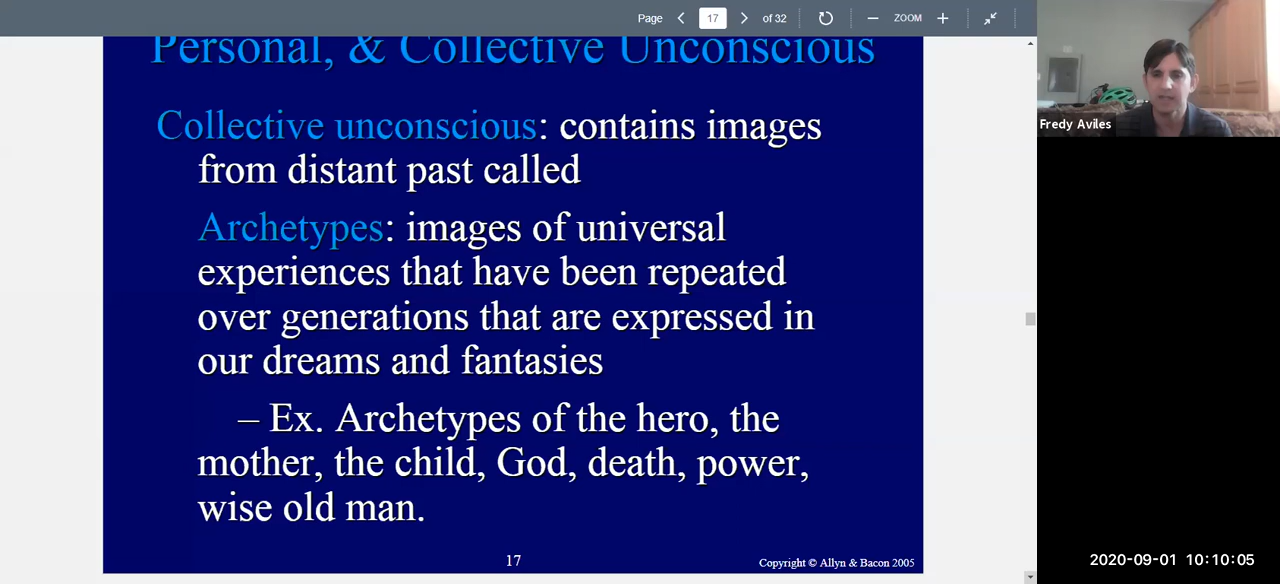 Page 17 of 32 ZOOM
Personal, & Collective Unconscious
Collective unconscious: contains images
from distant past called
Archetypes: images of universal
experiences that have been repeated
over generations that are expressed in
our dreams and fantasies
– Ex. Archetypes of the hero, the
mother, the child, God, death, power,
wise old man.
17
Copyright © Allyn & Bacon 2005
Fredy Aviles
2020-09-01 10:10:05